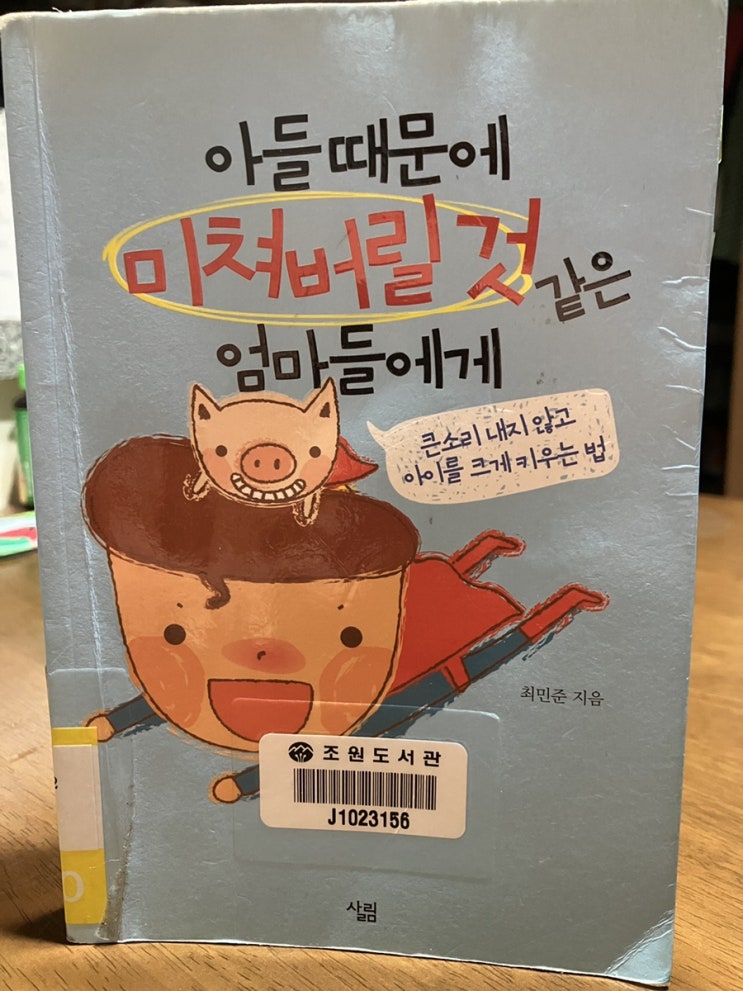 아들 때문에
미쳐버릴 것 같은
엄마들에게
큰소리 내지 않고
아이를 크게 키우는 법
최민준 지음
조원도서관
J1023156
살림